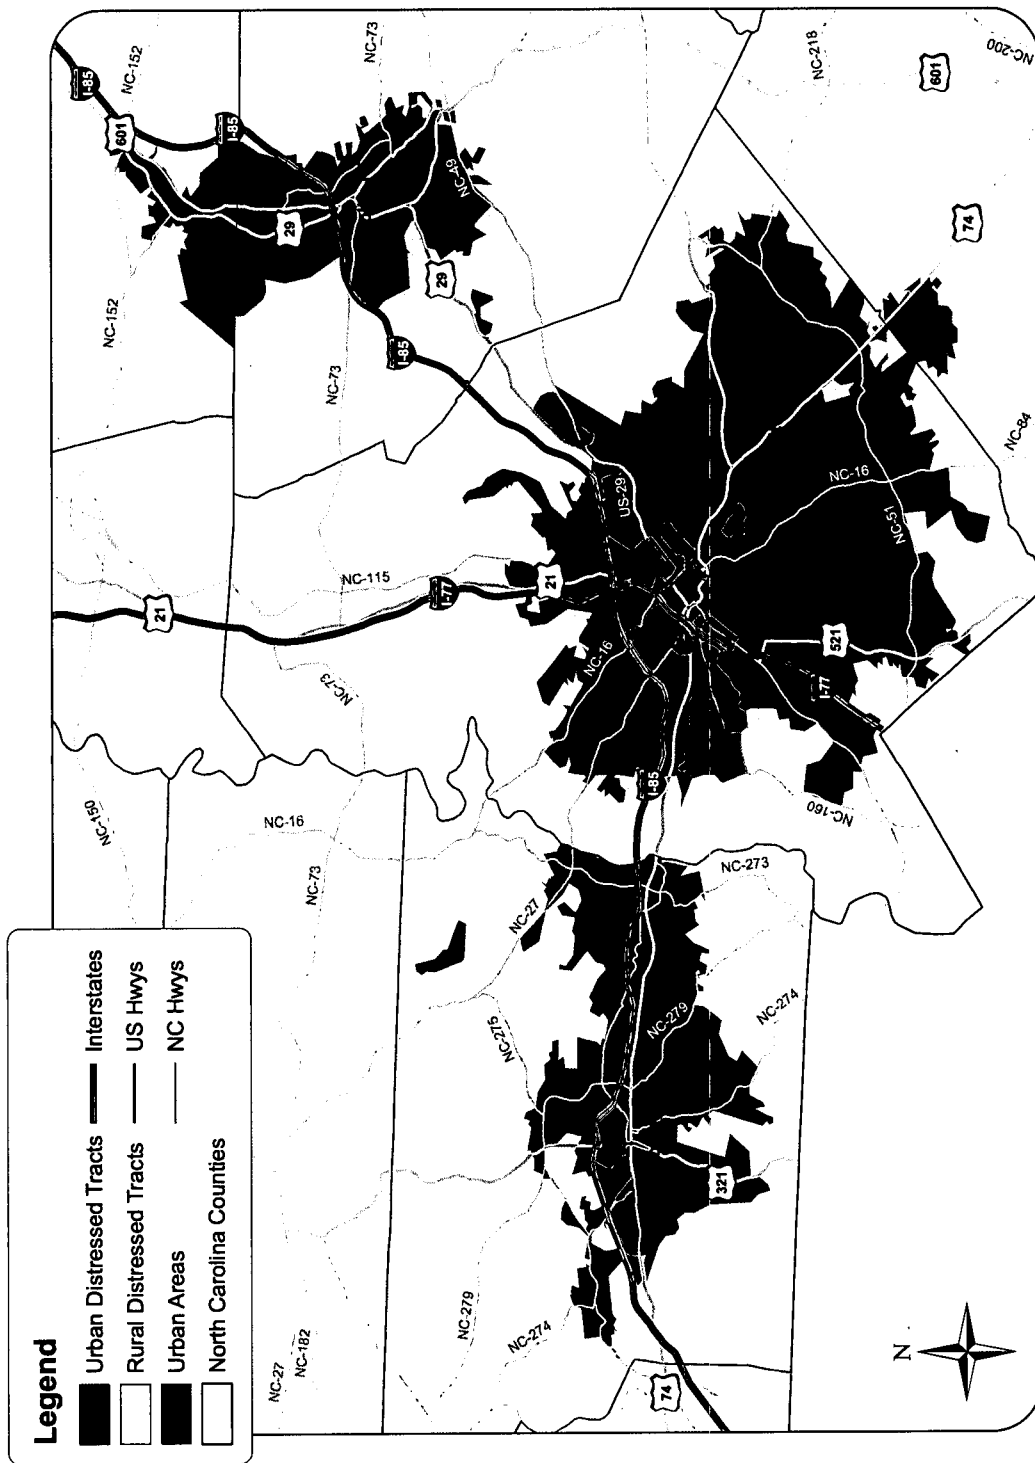 Legend
Urban Distressed Tracts
Rural Distressed Tracts
Urban Areas
North Carolina Counties
Interstates
US Hwys
NC Hwys
NC-150
21
NC-152
NC-152
601
I-85
I-85
NC-73
29
29
NC-49
NC-73
NC-115
NC-73
NC-16
NC-73
I-85
I-77
21
NC-218
601
NC-200
74
NC-27
NC-182
NC-279
NC-274
NC-275
NC-27
NC-16
US-29
NC-16
NC-84
NC-51
521
I-77
I-85
NC-160
NC-273
NC-279
NC-274
321
74
N